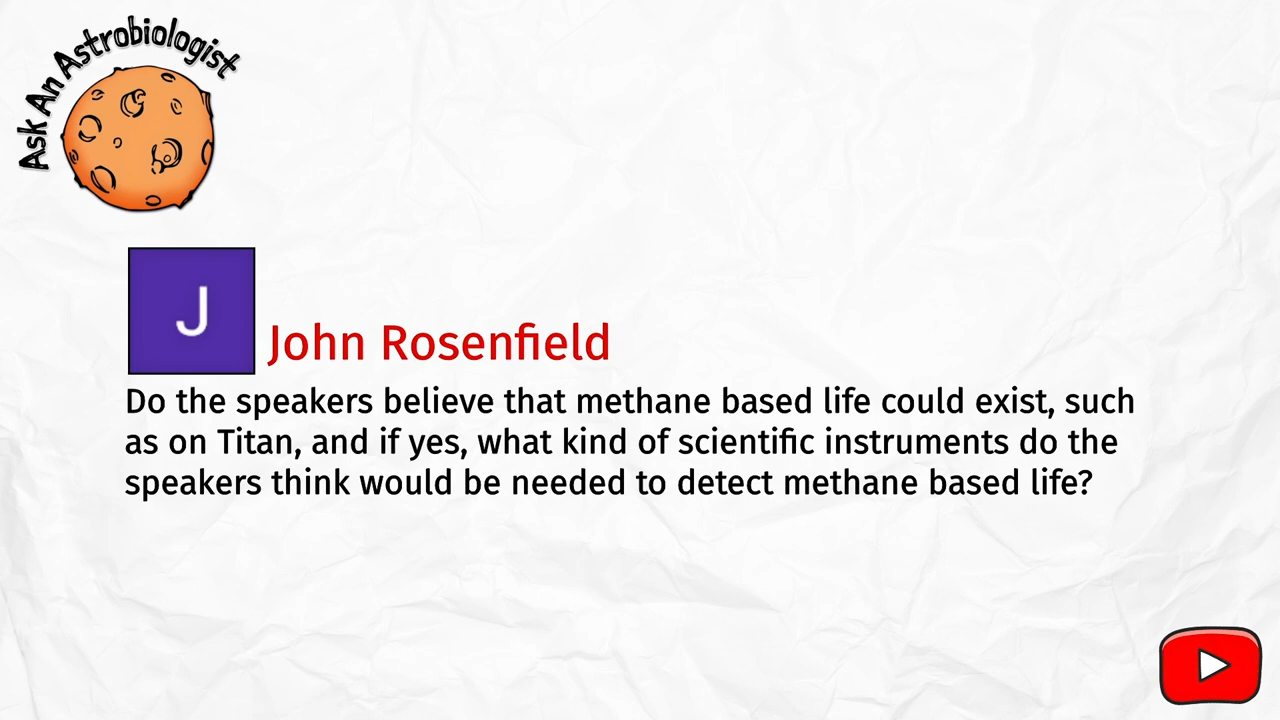 Ask An Astrobiologist
J
John Rosenfield
Do the speakers believe that methane based life could exist, such
as on Titan, and if yes, what kind of scientific instruments do the
speakers think would be needed to detect methane based life?